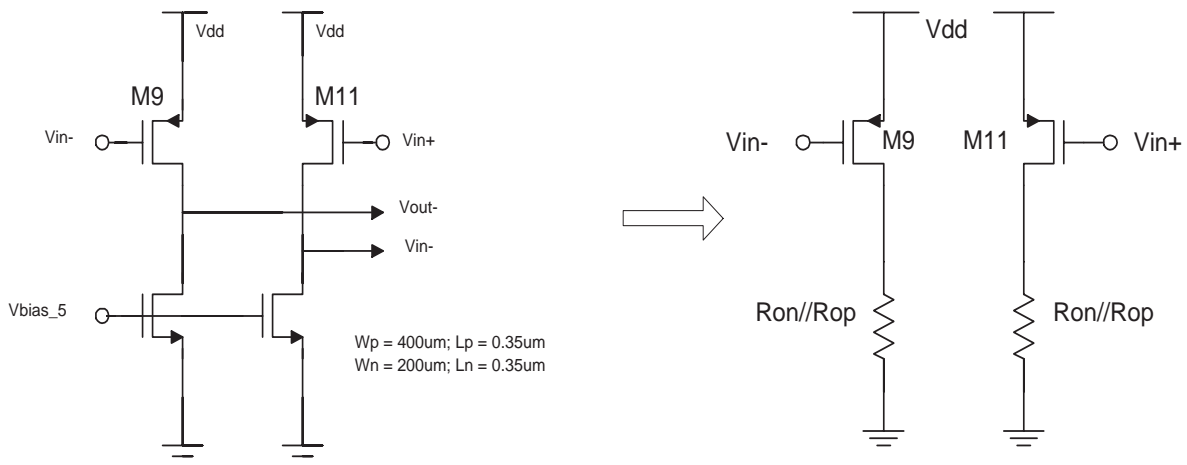 Vdd
Vdd
M9
M11
Vin-
Vin+
Vout-
Vin-
Vbias_5
Wp = 400um; Lp = 0.35um
Wn = 200um; Ln = 0.35um
Vdd
Vin-
M9
M11
Vin+
Ron//Rop
Ron//Rop